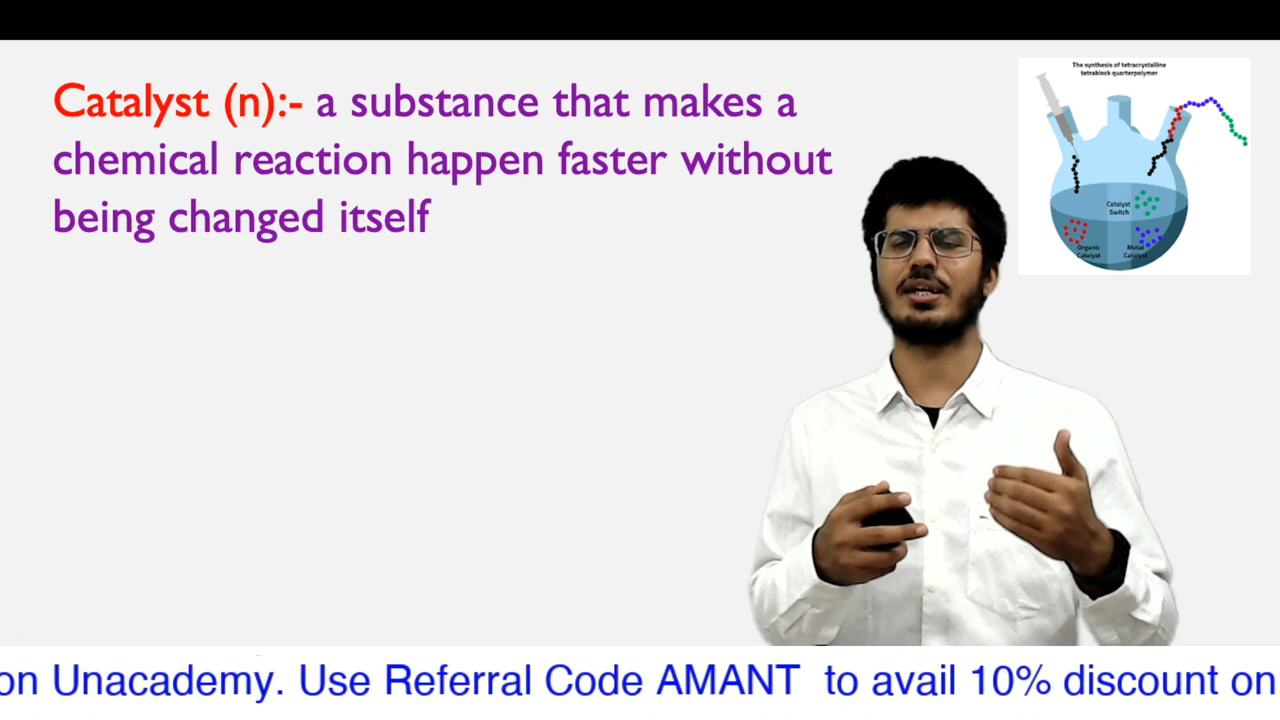 Catalyst (n):- a substance that makes a
chemical reaction happen faster without
being changed itself
The synthesis of tetracrystalline
tetrablock quarterpolymer
Catalyst
Switch
Organic
Catalyst
Metal
Catalyst
on Unacademy. Use Referral Code AMANT to avail 10% discount on